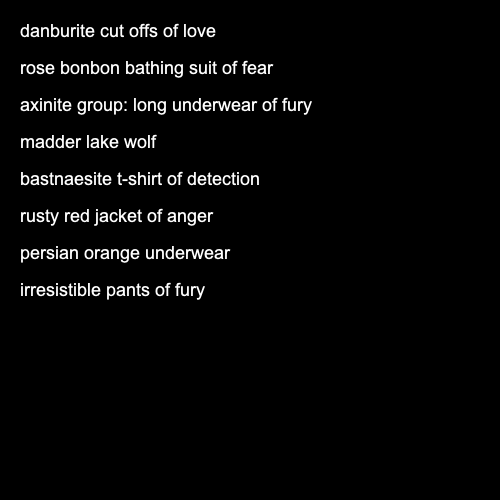 danburite cut offs of love
rose bonbon bathing suit of fear
axinite group: long underwear of fury
madder lake wolf
bastnaesite t-shirt of detection
rusty red jacket of anger
persian orange underwear
irresistible pants of fury